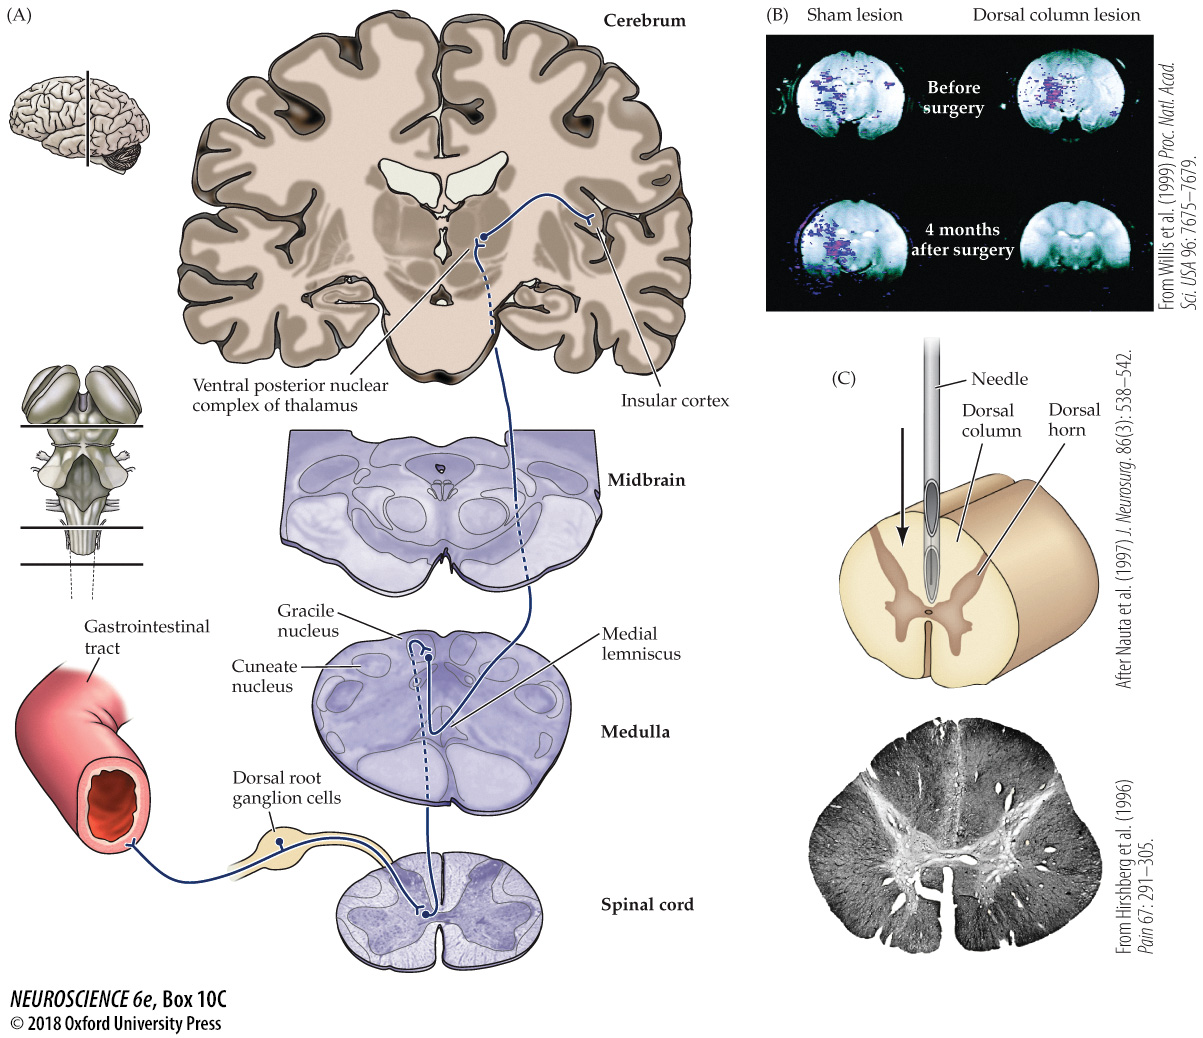 (A)
Cerebrum
Ventral posterior nuclear
complex of thalamus
Insular cortex
Midbrain
Gracile
nucleus
Cuneate
nucleus
Medial
lemniscus
Medulla
Gastrointestinal
tract
Dorsal root
ganglion cells
Spinal cord
(B)
Sham lesion
Dorsal column lesion
Before
surgery
4 months
after surgery
From Willis et al. (1999) Proc. Natl. Acad.
Sci. USA 96: 7675–7679.
(C)
Needle
Dorsal
column
Dorsal
horn
After Nauta et al. (1997) J. Neurosurg. 86(3): 538–542.
From Hirshberg et al. (1996)
Pain 67: 291–305.
NEUROSCIENCE 6e, Box 10C
© 2018 Oxford University Press